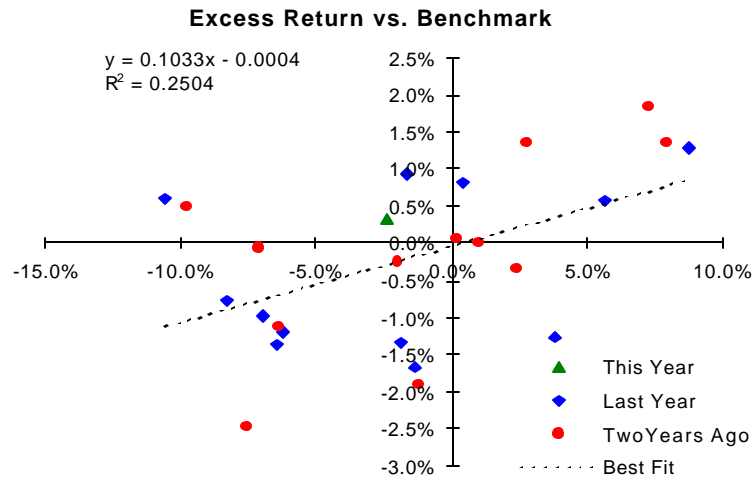 Excess Return vs. Benchmark
y = 0.1033x - 0.0004
R² = 0.2504
2.5%
2.0%
1.5%
1.0%
0.5%
0.0%
-15.0% -10.0% -5.0% 0.0% 5.0% 10.0%
-0.5%
-1.0%
-1.5%
-2.0%
-2.5%
-3.0%
This Year
Last Year
TwoYears Ago
Best Fit